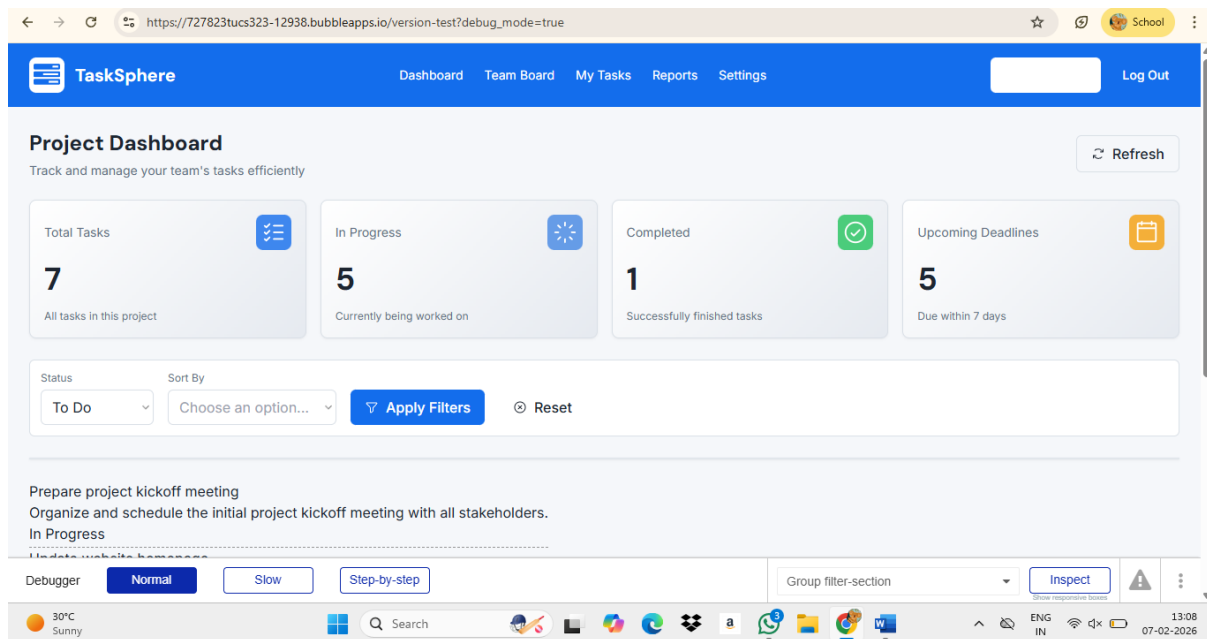 https://727823tucs323-12938.bubbleapps.io/version-test?debug_mode=true
School
TaskSphere
Dashboard Team Board My Tasks Reports Settings
Log Out
Project Dashboard
Track and manage your team's tasks efficiently
Refresh
Total Tasks
7
All tasks in this project
In Progress
5
Currently being worked on
Completed
1
Successfully finished tasks
Upcoming Deadlines
5
Due within 7 days
Status
To Do
Sort By
Choose an option...
Apply Filters
Reset
Prepare project kickoff meeting
Organize and schedule the initial project kickoff meeting with all stakeholders.
In Progress
Update website homepage
Debugger
Normal
Slow
Step-by-step
Group filter-section
Inspect
Show responsive boxes
30°C
Sunny
Search
a
3
W
ENG
IN
13:08
07-02-2026